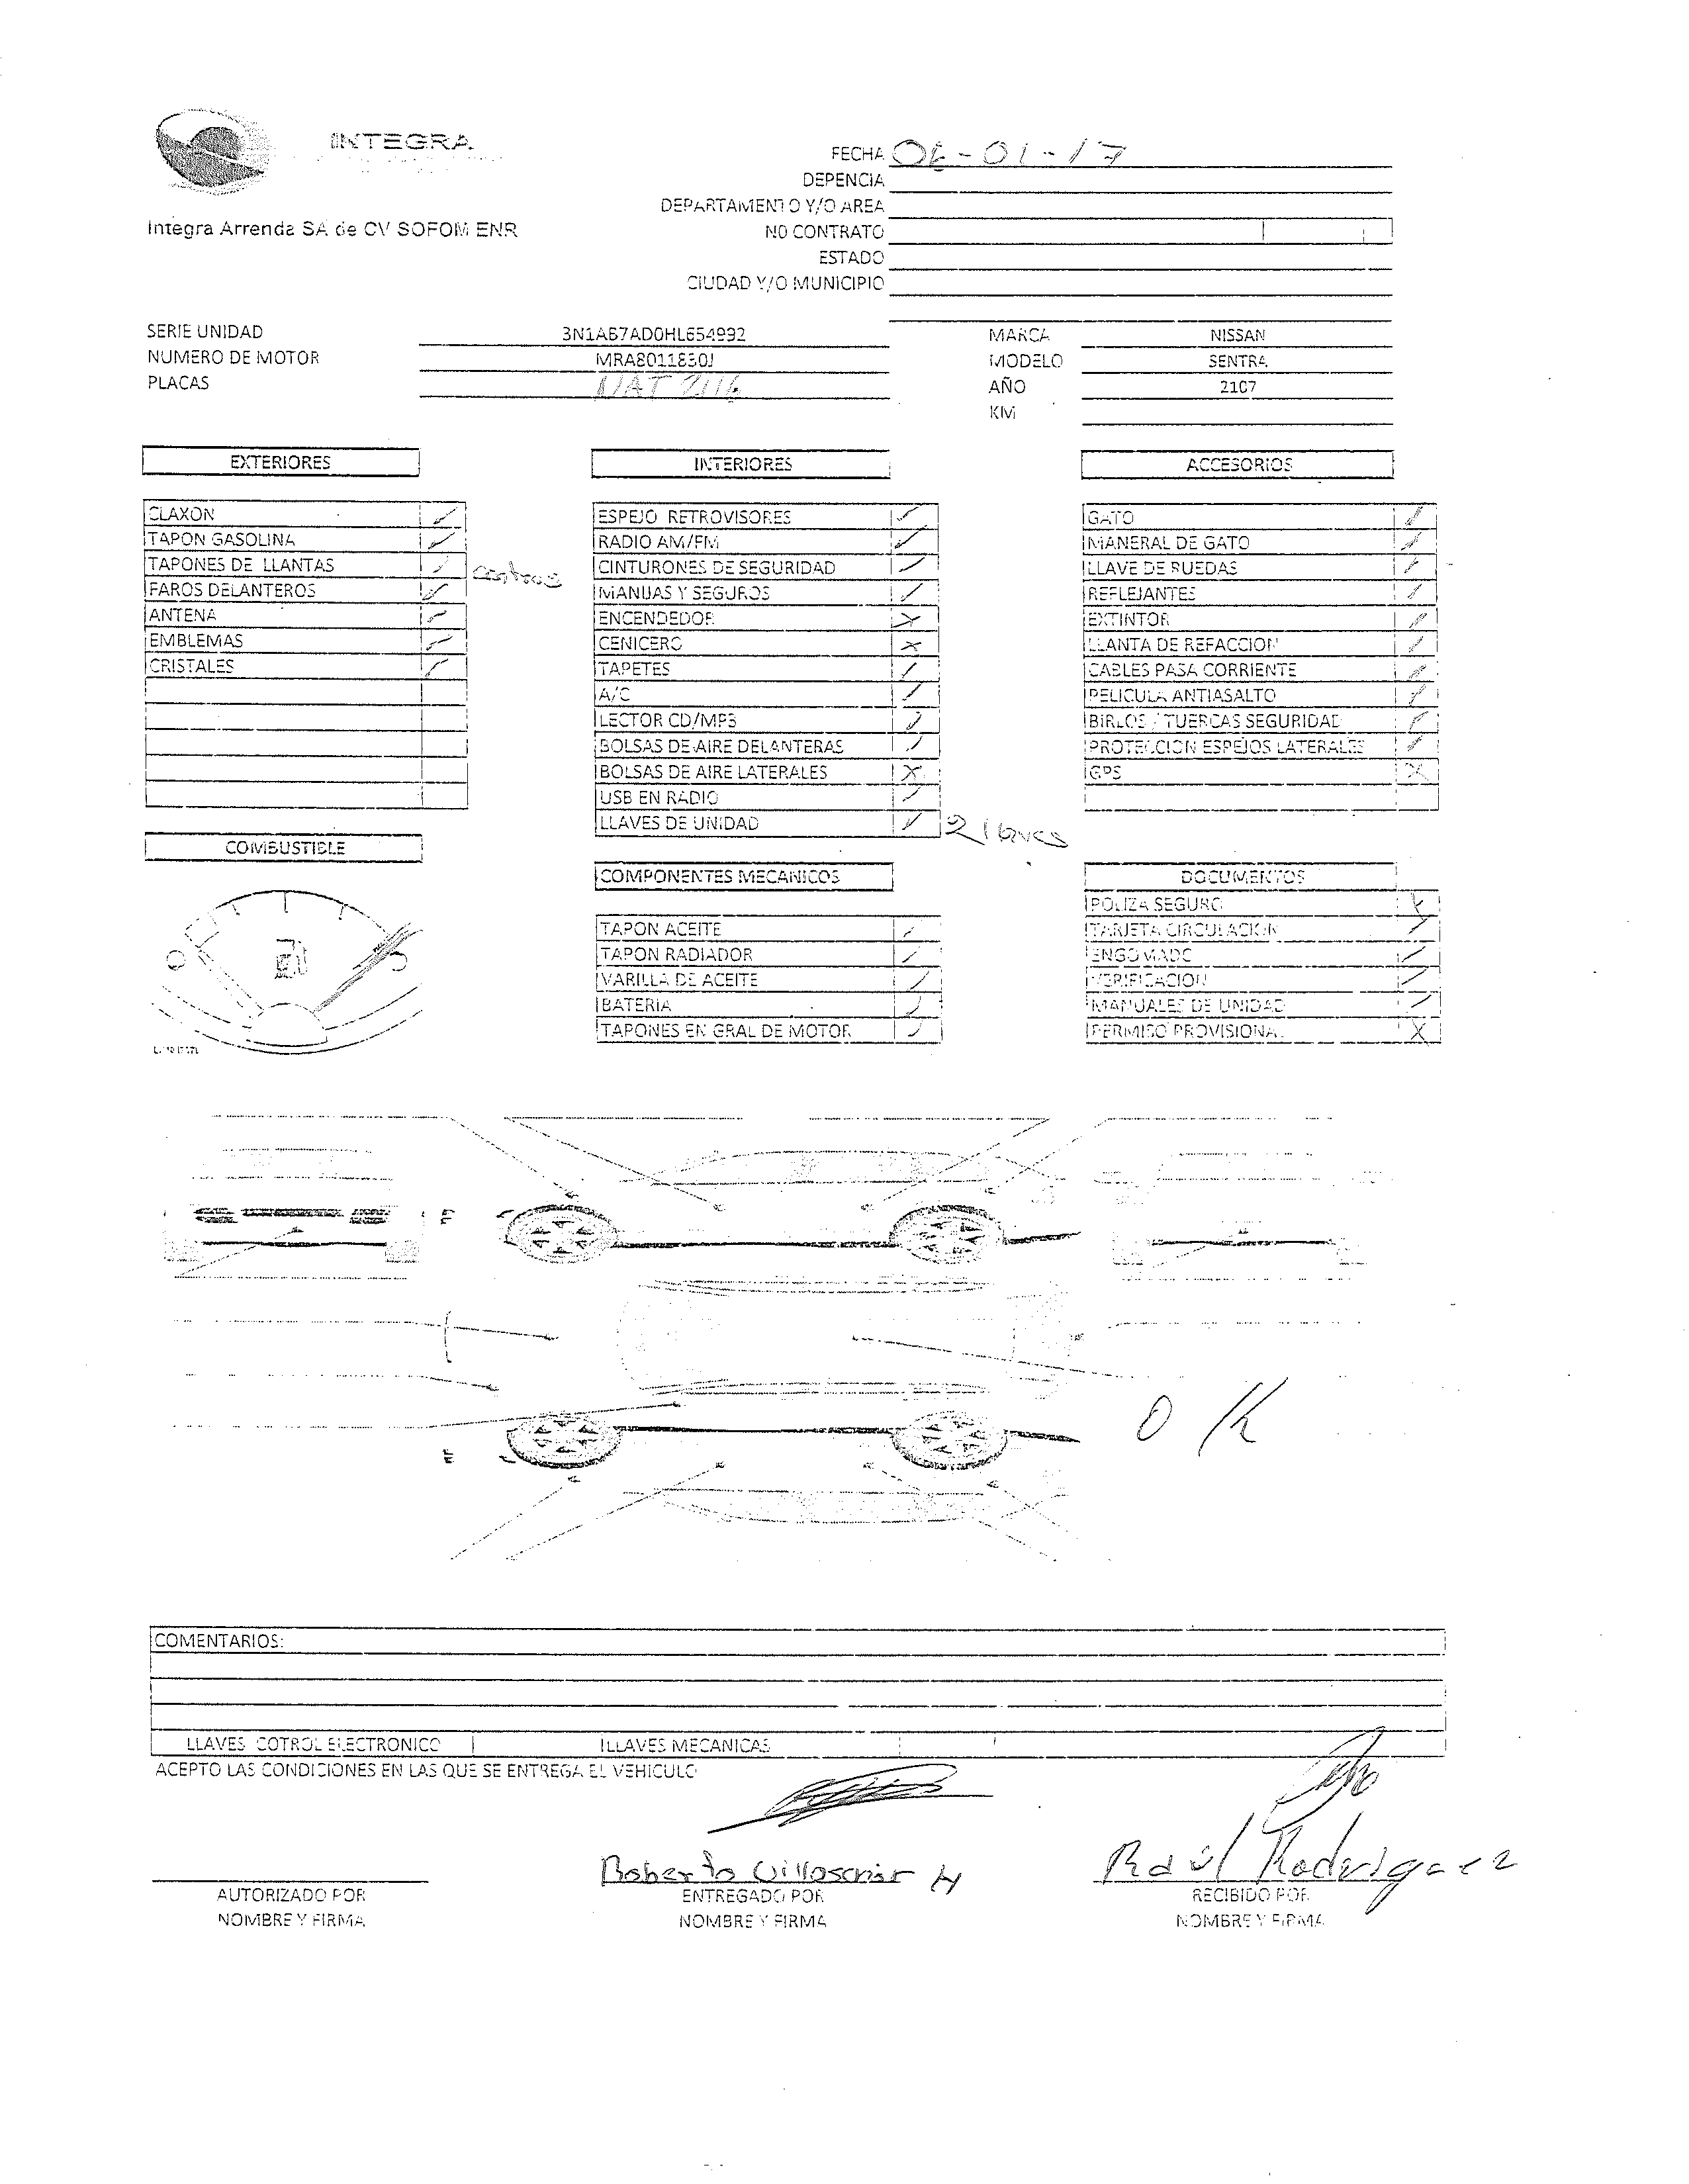 INTEGRA
FECHA 06-01-17
DEPENCIA
DEPARTAMENTO Y/O AREA
Integra Arrenda SA de CV SOFOM ENR
NO CONTRATO
ESTADO
CIUDAD Y/O MUNICIPIO
SERIE UNIDAD 3N1AB7AD0HL654992 MARCA NISSAN
NUMERO DE MOTOR MRA8011830J MODELO SENTRA
PLACAS AÑO 2107
KM
EXTERIORES INTERIORES ACCESORIOS
CLAXON ESPEJO RETROVISORES GATO
TAPON GASOLINA RADIO AM/FM MANERAL DE GATO
TAPONES DE LLANTAS CINTURONES DE SEGURIDAD LLAVE DE RUEDAS
FAROS DELANTEROS MANIJAS Y SEGUROS REFLEJANTES
ANTENA ENCENDEDOR EXTINTOR
EMBLEMAS CENICERO LLANTA DE REFACCION
CRISTALES TAPETES CABLES PASA CORRIENTE
A/C PELICULA ANTIASALTO
LECTOR CD/MP3 BIRLOS / TUERCAS SEGURIDAD
BOLSAS DE AIRE DELANTERAS PROTECCION ESPEJOS LATERALES
BOLSAS DE AIRE LATERALES GPS
USB EN RADIO
LLAVES DE UNIDAD 2 llaves
COMBUSTIBLE
COMPONENTES MECANICOS DOCUMENTOS
POLIZA SEGURO
TAPON ACEITE TARJETA CIRCULACION
TAPON RADIADOR ENGOMADO
VARILLA DE ACEITE VERIFICACION
BATERIA MANUALES DE UNIDAD
TAPONES EN GRAL DE MOTOR PERMISO PROVISIONAL
OK
COMENTARIOS:
LLAVES COTROL ELECTRONICO LLAVES MECANICAS
ACEPTO LAS CONDICIONES EN LAS QUE SE ENTREGA EL VEHICULO
Roberto Villaseñor H Raúl Rodriguez
AUTORIZADO POR ENTREGADO POR RECIBIDO POR
NOMBRE Y FIRMA NOMBRE Y FIRMA NOMBRE Y FIRMA